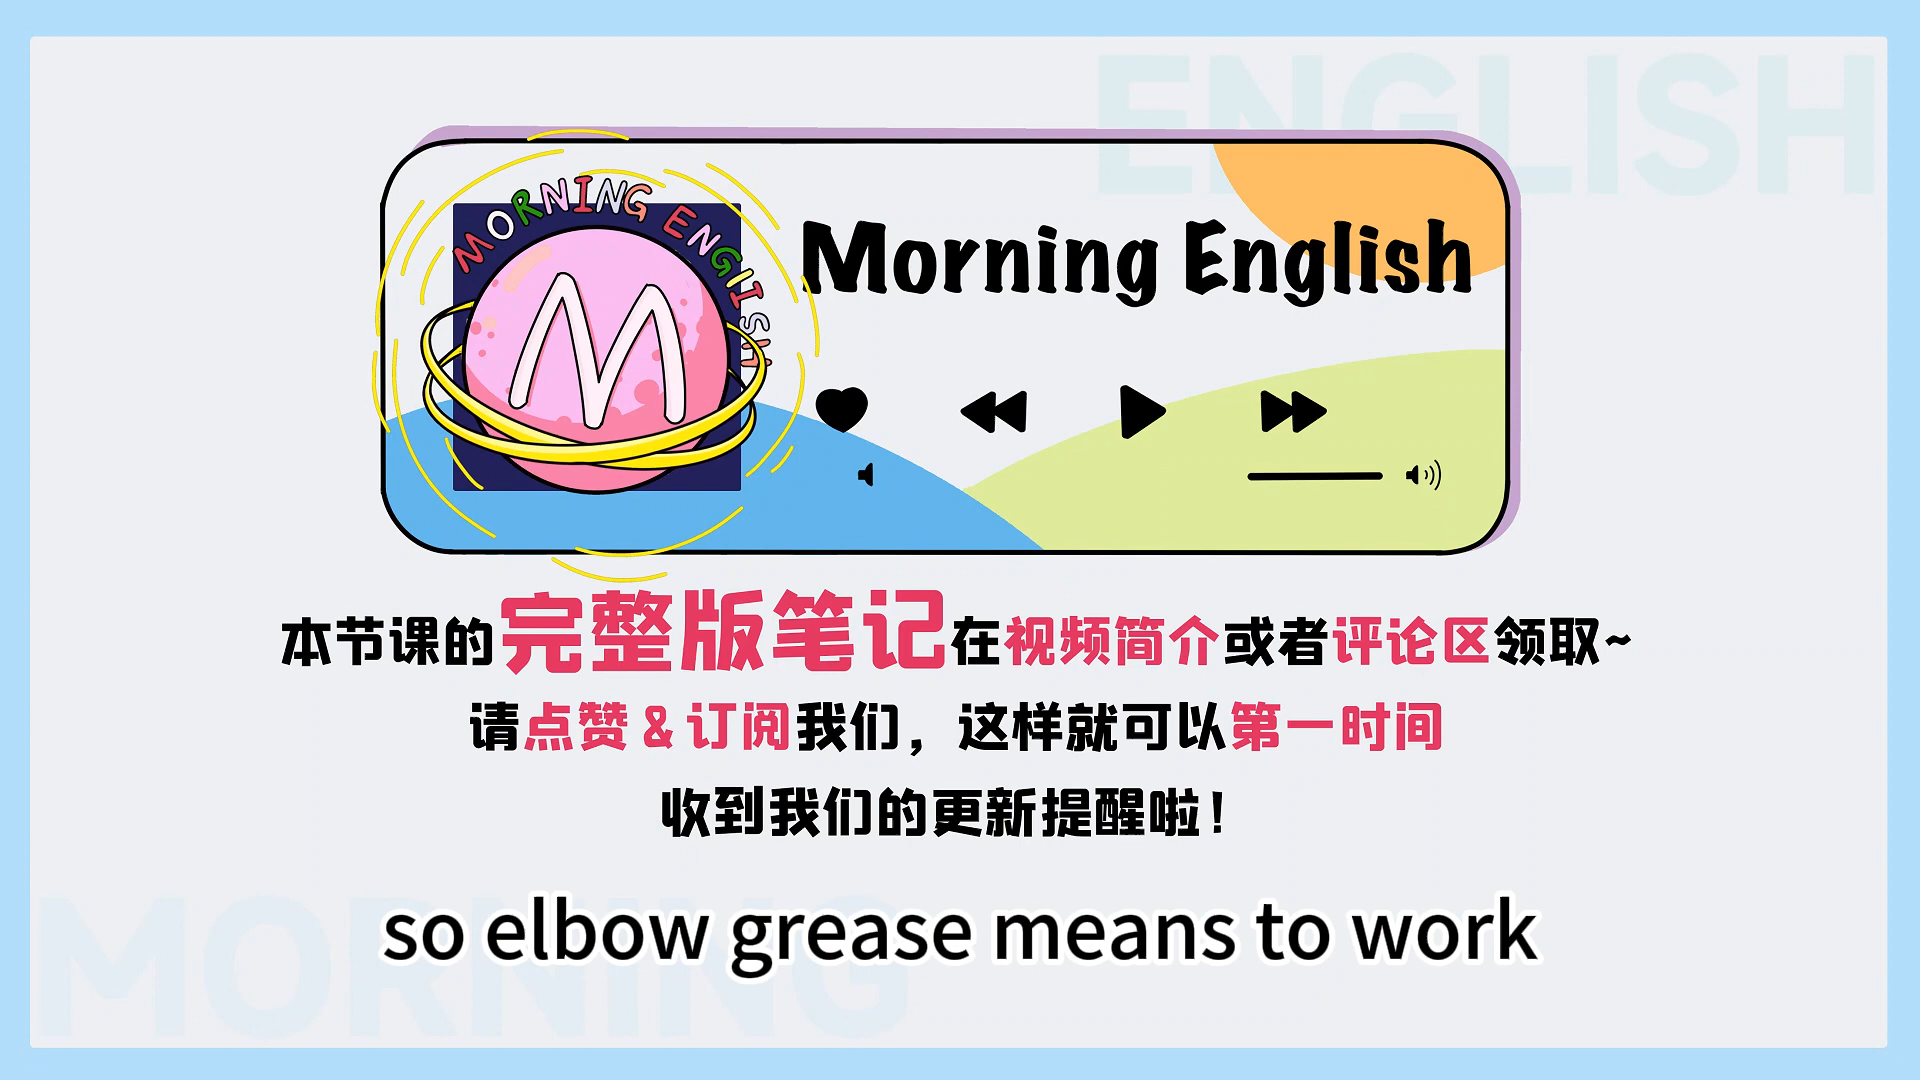 ENGLISH
MORNING ENGLISH
M
Morning English
本节课的完整版笔记在视频简介或者评论区领取~
请点赞&订阅我们，这样就可以第一时间
收到我们的更新提醒啦！
so elbow grease means to work
MORNING